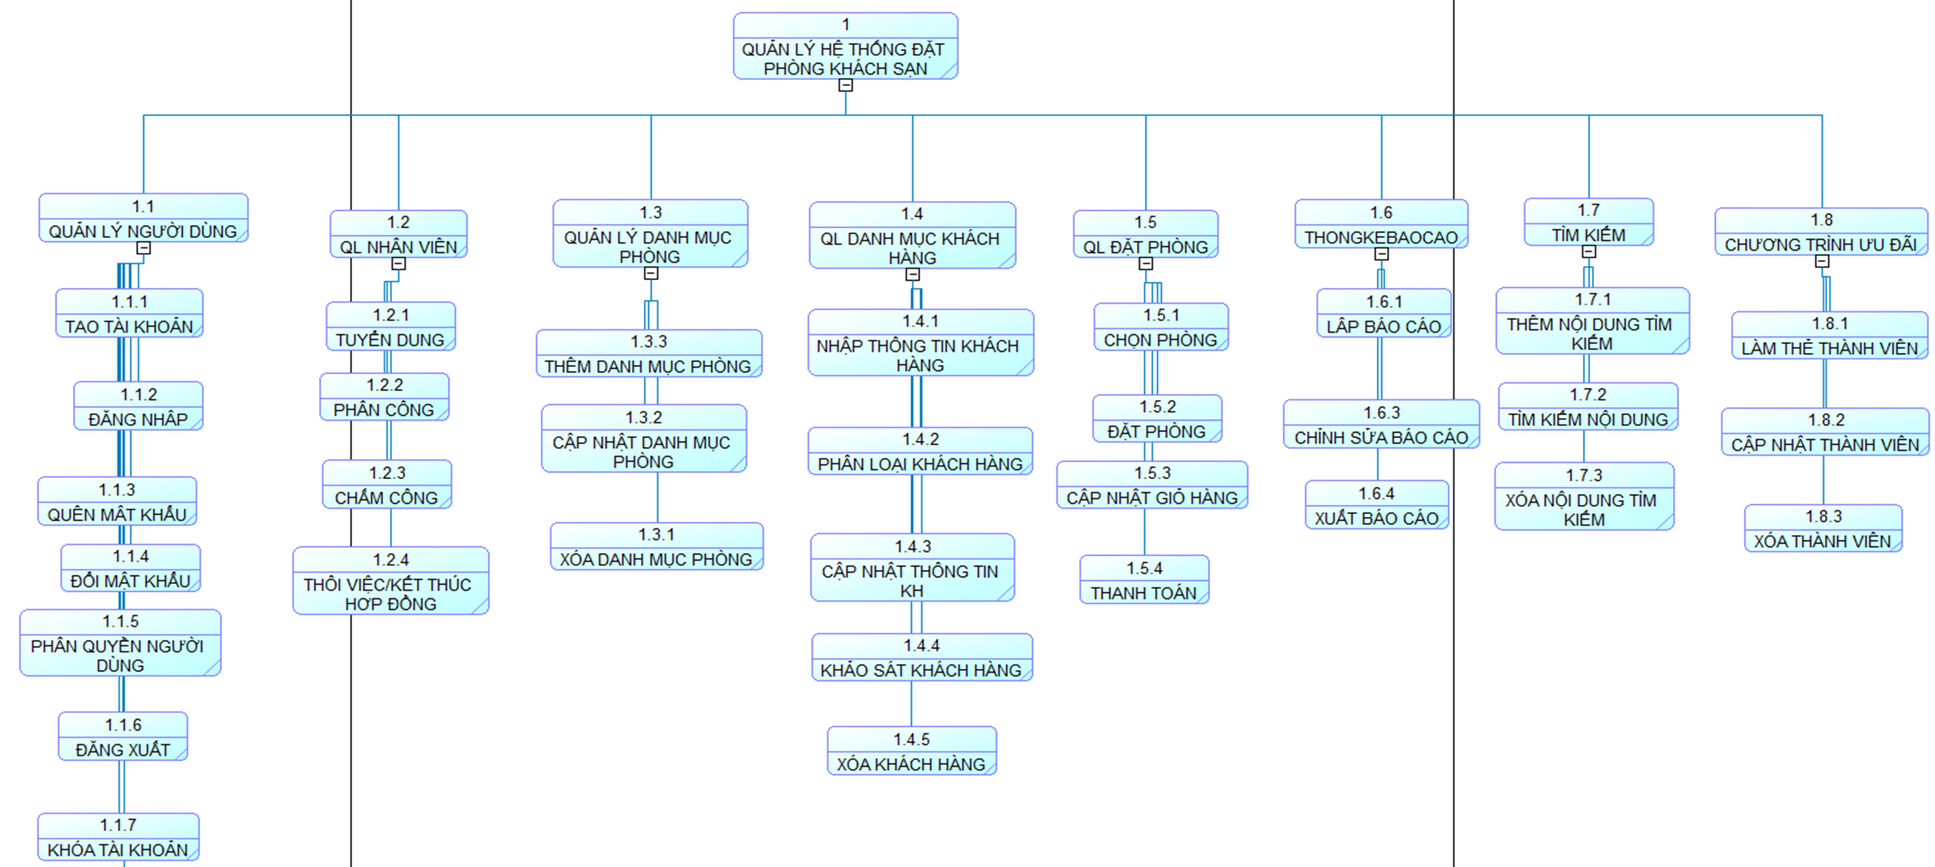 1
QUẢN LÝ HỆ THỐNG ĐẶT
PHÒNG KHÁCH SẠN
1.1
QUẢN LÝ NGƯỜI DÙNG
1.1.1
TAO TÀI KHOẢN
1.1.2
ĐĂNG NHÂP
1.1.3
QUÊN MÂT KHẨU
1.1.4
ĐỔI MẬT KHẨU
1.1.5
PHÂN QUYỀN NGƯỜI
DÙNG
1.1.6
ĐĂNG XUẤT
1.1.7
KHÓA TÀI KHOẢN
1.2
QL NHÂN VIÊN
1.2.1
TUYỂN DUNG
1.2.2
PHÂN CÔNG
1.2.3
CHẤM CÔNG
1.2.4
THÔI VIỆC/KẾT THÚC
HỢP ĐỒNG
1.3
QUẢN LÝ DANH MỤC
PHÒNG
1.3.3
THÊM DANH MỤC PHÒNG
1.3.2
CẬP NHẬT DANH MỤC
PHÒNG
1.3.1
XÓA DANH MỤC PHÒNG
1.4
QL DANH MỤC KHÁCH
HÀNG
1.4.1
NHẬP THÔNG TIN KHÁCH
HÀNG
1.4.2
PHÂN LOẠI KHÁCH HÀNG
1.4.3
CẬP NHẬT THÔNG TIN
KH
1.4.4
KHẢO SÁT KHÁCH HÀNG
1.4.5
XÓA KHÁCH HÀNG
1.5
QL ĐẶT PHÒNG
1.5.1
CHỌN PHÒNG
1.5.2
ĐẶT PHÒNG
1.5.3
CẬP NHẬT GIỎ HÀNG
1.5.4
THANH TOÁN
1.6
THONGKEBAOCAO
1.6.1
LÂP BÁO CÁO
1.6.3
CHỈNH SỬA BÁO CÁO
1.6.4
XUẤT BÁO CÁO
1.7
TÌM KIẾM
1.7.1
THÊM NỘI DUNG TÌM
KIẾM
1.7.2
TÌM KIẾM NỘI DUNG
1.7.3
XÓA NỘI DUNG TÌM
KIẾM
1.8
CHƯƠNG TRÌNH ƯU ĐÃI
1.8.1
LÀM THẺ THÀNH VIÊN
1.8.2
CẬP NHẬT THÀNH VIÊN
1.8.3
XÓA THÀNH VIÊN